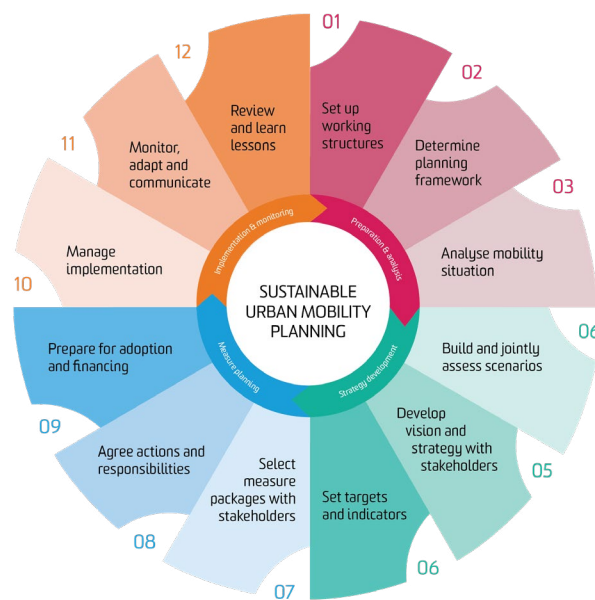 01
Set up
working
structures
02
Determine
planning
framework
03
Analyse mobility
situation
06
Build and jointly
assess scenarios
05
Develop
vision and
strategy with
stakeholders
06
Set targets
and indicators
07
Select
measure
packages with
stakeholders
08
Agree actions and
responsibilities
09
Prepare for adoption
and financing
10
Manage
implementation
11
Monitor,
adapt and
communicate
12
Review
and learn
lessons
Preparation & analysis
Strategy development
Measure planning
Implementation & monitoring
SUSTAINABLE
URBAN MOBILITY
PLANNING